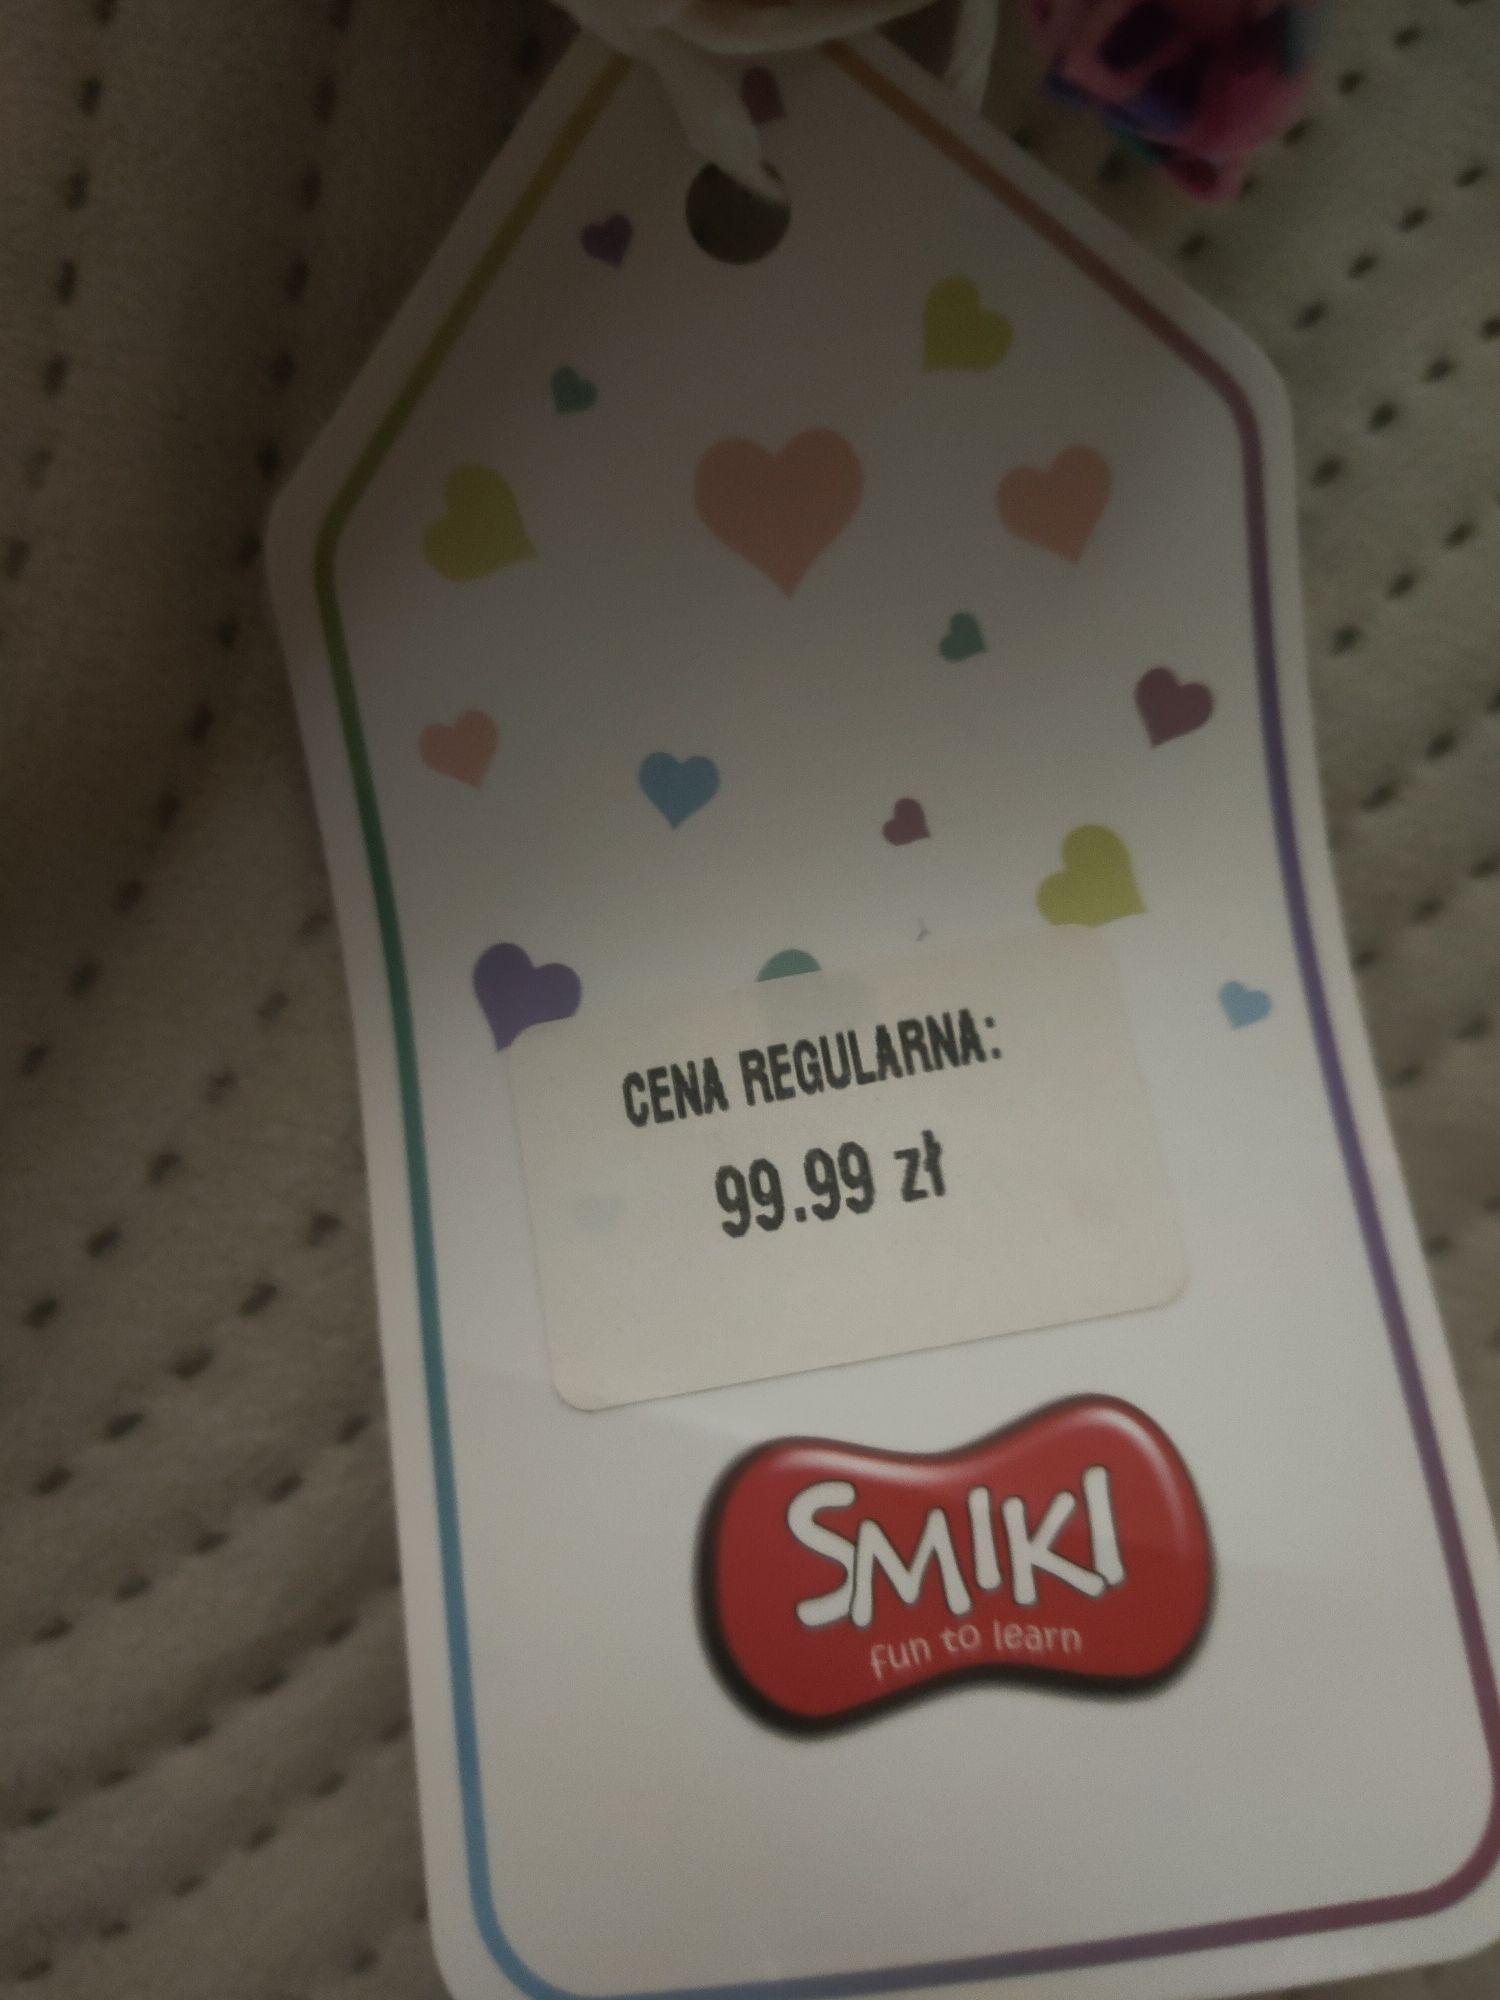 CENA REGULARNA:
99.99 zł
SMIKI
fun to learn